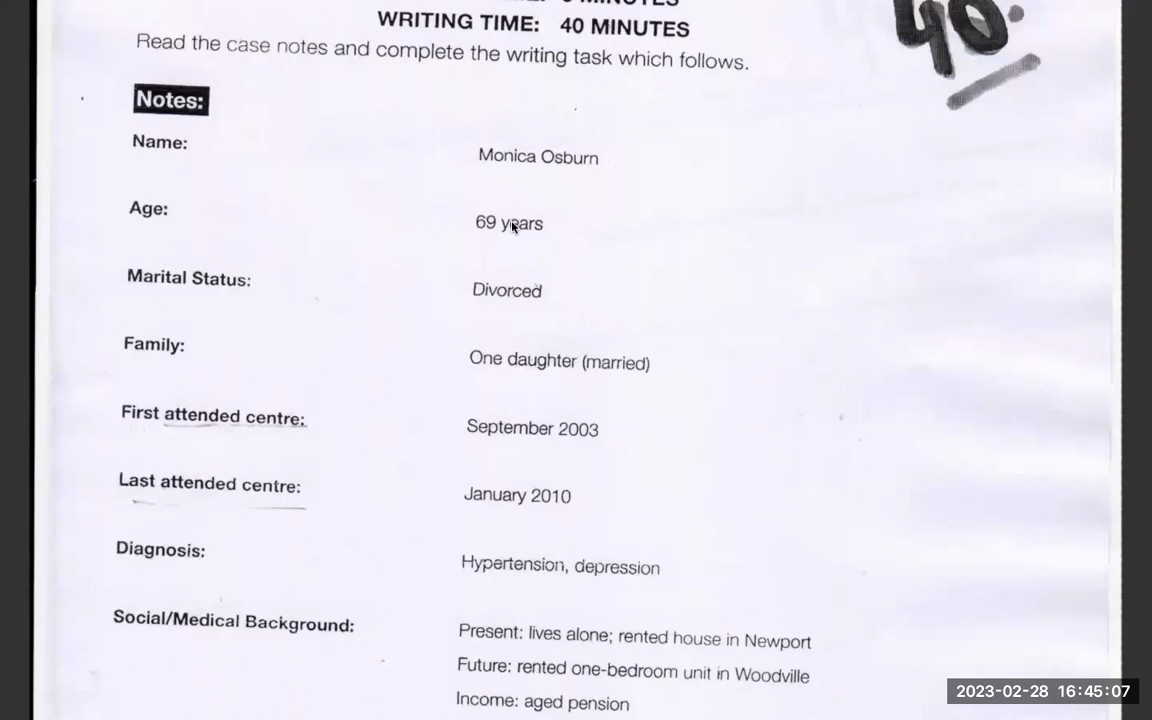 WRITING TIME: 40 MINUTES
40.
Read the case notes and complete the writing task which follows.
Notes:
Name: Monica Osburn
Age: 69 years
Marital Status: Divorced
Family: One daughter (married)
First attended centre: September 2003
Last attended centre: January 2010
Diagnosis: Hypertension, depression
Social/Medical Background: Present: lives alone; rented house in Newport
Future: rented one-bedroom unit in Woodville
Income: aged pension
2023-02-28 16:45:07